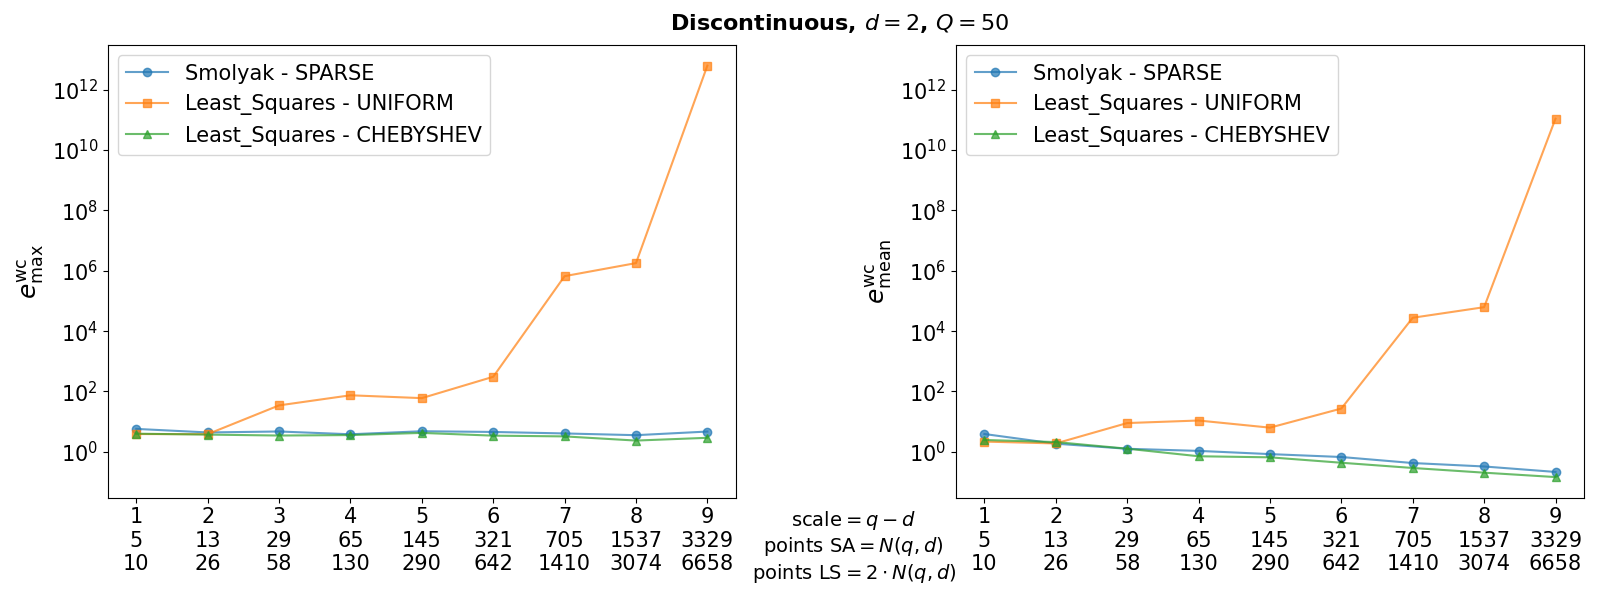 Discontinuous, d = 2, Q = 50
Smolyak - SPARSE
Least_Squares - UNIFORM
Least_Squares - CHEBYSHEV
10^12
10^10
10^8
10^6
10^4
10^2
10^0
e_max^wc
1 2 3 4 5 6 7 8 9
5 13 29 65 145 321 705 1537 3329
10 26 58 130 290 642 1410 3074 6658
scale = q − d
points SA = N(q, d)
points LS = 2 · N(q, d)
Smolyak - SPARSE
Least_Squares - UNIFORM
Least_Squares - CHEBYSHEV
10^12
10^10
10^8
10^6
10^4
10^2
10^0
e_mean^wc
1 2 3 4 5 6 7 8 9
5 13 29 65 145 321 705 1537 3329
10 26 58 130 290 642 1410 3074 6658